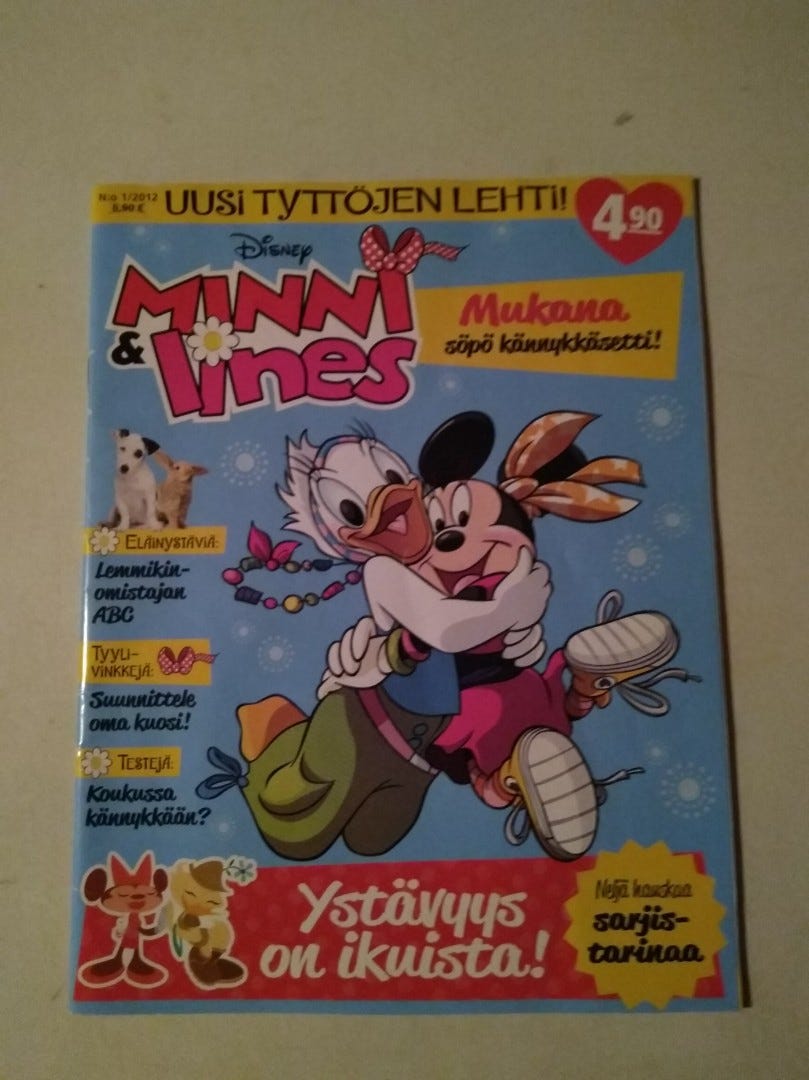 N:o 1/2012
5,90 €
UUSI TYTTÖJEN LEHTI!
4,90
DISNEY
MINNI
& Iines
Mukana
söpö kännykkäsetti!
ELÄINYSTÄVIÄ:
Lemmikin-
omistajan
ABC
TYYLI-
VINKKEJÄ:
Suunnittele
oma kuosi!
TESTEJÄ:
Koukussa
kännykkään?
Ystävyys
on ikuista!
Neljä hauskaa
sarjis-
tarinaa